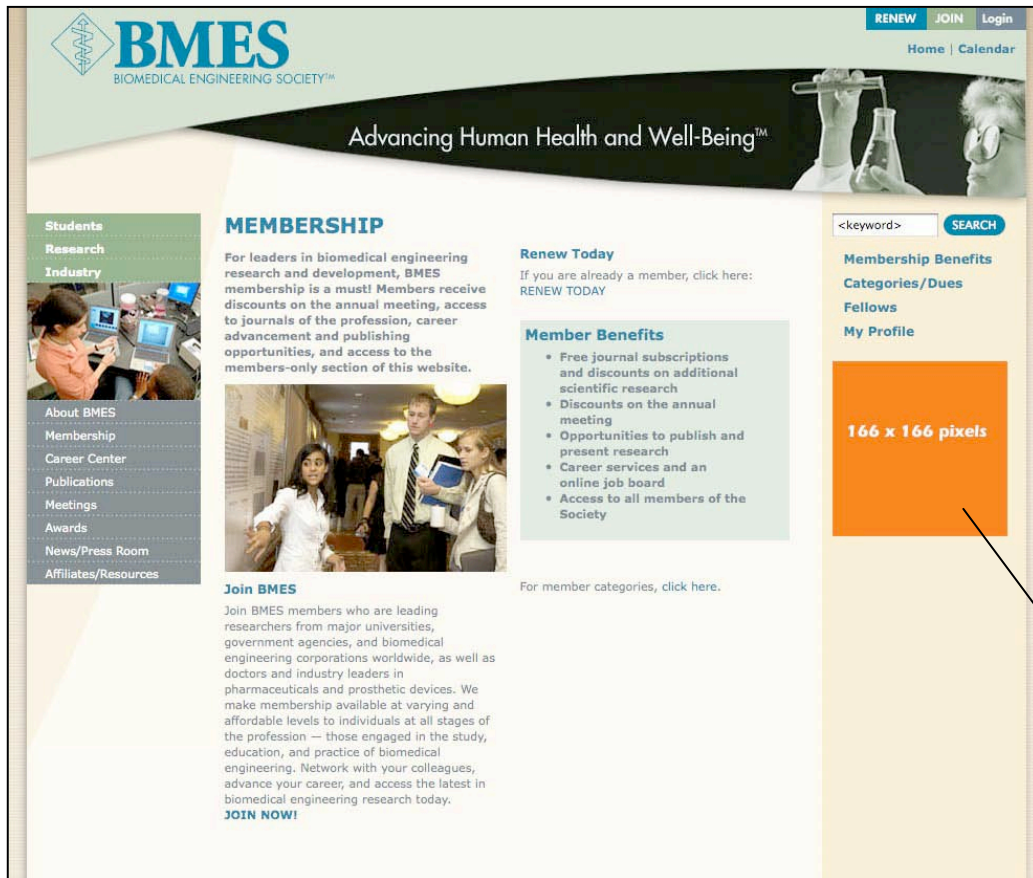 RENEW JOIN Login
BMES
BIOMEDICAL ENGINEERING SOCIETY™
Home | Calendar
Advancing Human Health and Well-Being™
Students
Research
Industry
About BMES
Membership
Career Center
Publications
Meetings
Awards
News/Press Room
Affiliates/Resources
MEMBERSHIP
For leaders in biomedical engineering
research and development, BMES
membership is a must! Members receive
discounts on the annual meeting, access
to journals of the profession, career
advancement and publishing
opportunities, and access to the
members-only section of this website.
Join BMES
Join BMES members who are leading
researchers from major universities,
government agencies, and biomedical
engineering corporations worldwide, as well as
doctors and industry leaders in
pharmaceuticals and prosthetic devices. We
make membership available at varying and
affordable levels to individuals at all stages of
the profession — those engaged in the study,
education, and practice of biomedical
engineering. Network with your colleagues,
advance your career, and access the latest in
biomedical engineering research today.
JOIN NOW!
Renew Today
If you are already a member, click here:
RENEW TODAY
Member Benefits
• Free journal subscriptions
and discounts on additional
scientific research
• Discounts on the annual
meeting
• Opportunities to publish and
present research
• Career services and an
online job board
• Access to all members of the
Society
For member categories, click here.
<keyword> SEARCH
Membership Benefits
Categories/Dues
Fellows
My Profile
166 x 166 pixels